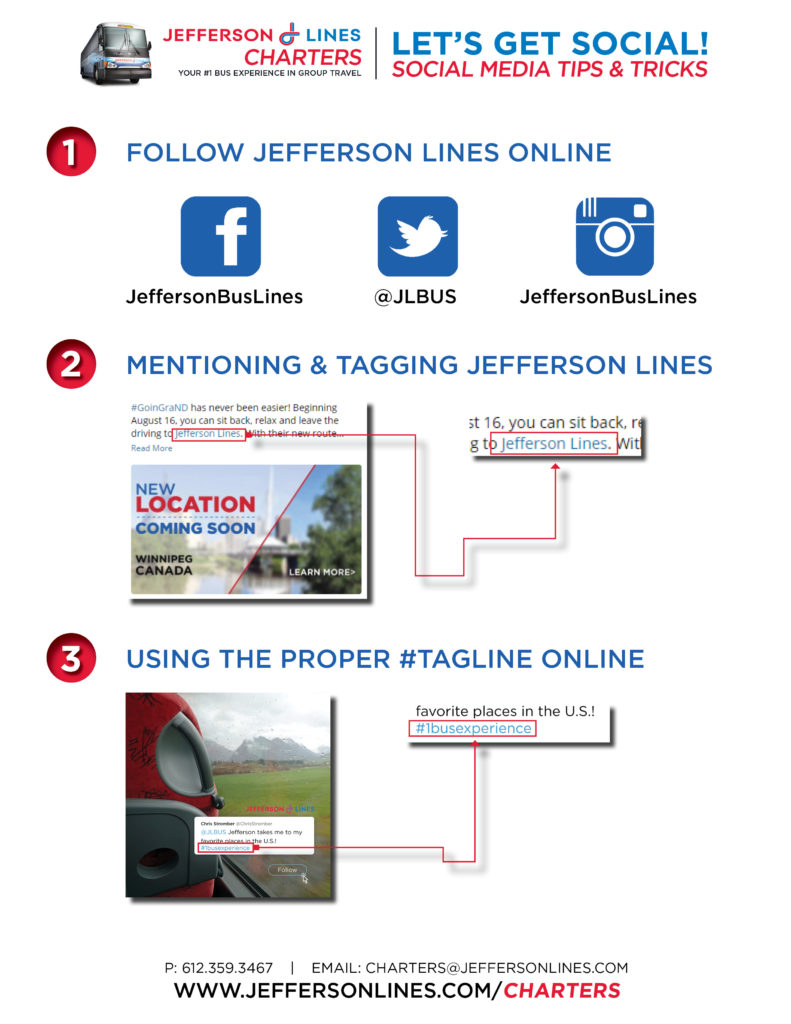 JEFFERSON LINES
CHARTERS
YOUR #1 BUS EXPERIENCE IN GROUP TRAVEL
LET'S GET SOCIAL!
SOCIAL MEDIA TIPS & TRICKS
1
FOLLOW JEFFERSON LINES ONLINE
JeffersonBusLines
@JLBUS
JeffersonBusLines
2
MENTIONING & TAGGING JEFFERSON LINES
#GoinGraND has never been easier! Beginning
August 16, you can sit back, relax and leave the
driving to Jefferson Lines. With their new route...
Read More
NEW
LOCATION
COMING SOON
WINNIPEG
CANADA
LEARN MORE>
st 16, you can sit back, re
g to Jefferson Lines. Wit
3
USING THE PROPER #TAGLINE ONLINE
JEFFERSON LINES
Chris Stromber @ChrisStromber
@JLBUS Jefferson takes me to my
favorite places in the U.S.!
#1busexperience
Follow
favorite places in the U.S.!
#1busexperience
P: 612.359.3467 | EMAIL: CHARTERS@JEFFERSONLINES.COM
WWW.JEFFERSONLINES.COM/CHARTERS